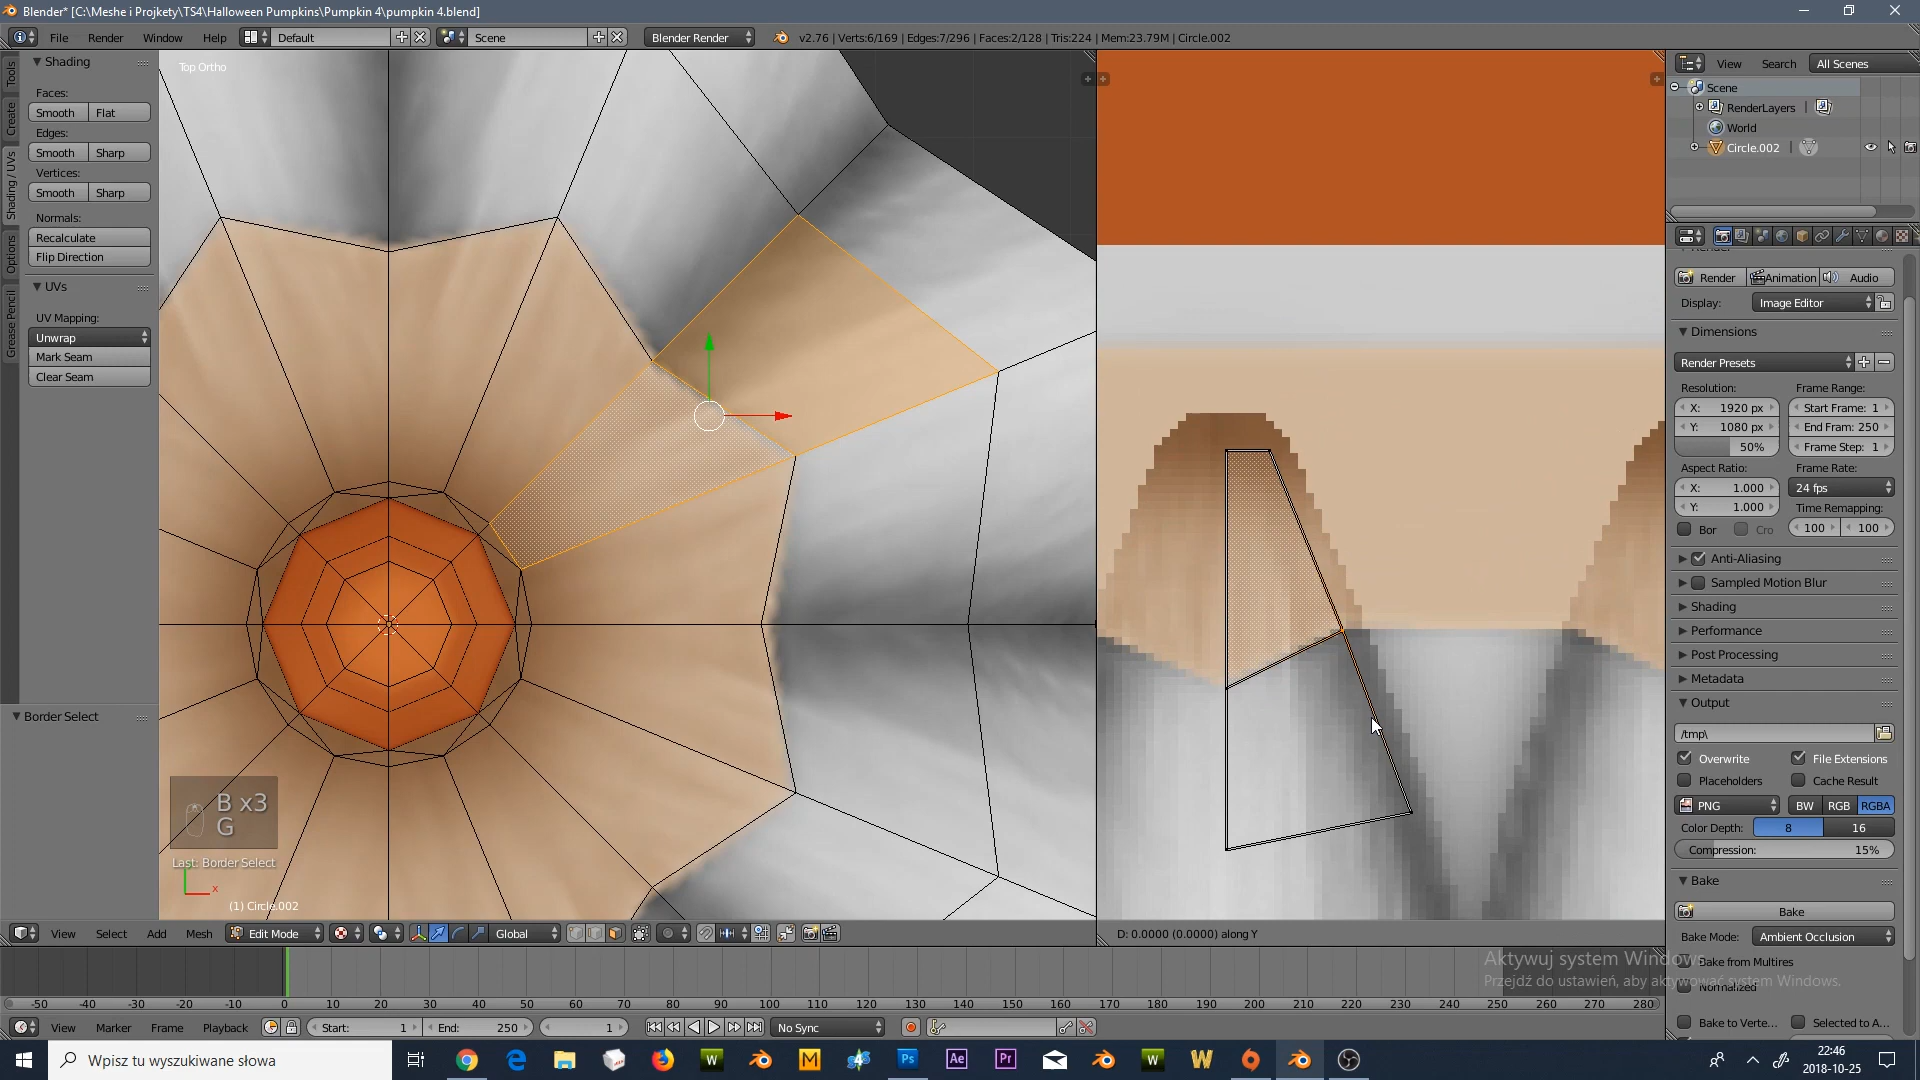 Blender* [C:\Meshe i Projkety\TS4\Halloween Pumpkins\Pumpkin 4\pumpkin 4.blend]
File Render Window Help Default Scene Blender Render v2.76 | Verts:6/169 | Edges:7/296 | Faces:2/128 | Tris:224 | Mem:23.79M | Circle.002
Tools
Create
Shading / UVs
Options
Grease Pencil
Shading
Faces:
Smooth Flat
Edges:
Smooth Sharp
Vertices:
Smooth Sharp
Normals:
Recalculate
Flip Direction
UVs
UV Mapping:
Unwrap
Mark Seam
Clear Seam
Border Select
Top Ortho
B x3
G
Last: Border Select
x
(1) Circle.002
View Select Add Mesh Edit Mode Global
D: 0.0000 (0.0000) along Y
View Search All Scenes
Scene
RenderLayers |
World
Circle.002 |
Render Animation Audio
Display: Image Editor
Dimensions
Render Presets
Resolution: Frame Range:
X: 1920 px Start Frame: 1
Y: 1080 px End Fram: 250
50% Frame Step: 1
Aspect Ratio: Frame Rate:
X: 1.000 24 fps
Y: 1.000 Time Remapping:
Bor Cro 100 100
Anti-Aliasing
Sampled Motion Blur
Shading
Performance
Post Processing
Metadata
Output
/tmp\
Overwrite File Extensions
Placeholders Cache Result
PNG BW RGB RGBA
Color Depth: 8 16
Compression: 15%
Bake
Bake
Bake Mode: Ambient Occlusion
Bake from Multires
Normalized
Bake to Verte... Selected to A...
Aktywuj system Windows
Przejdź do ustawień, aby aktywować system Windows.
-50 -40 -30 -20 -10 0 10 20 30 40 50 60 70 80 90 100 110 120 130 140 150 160 170 180 190 200 210 220 230 240 250 260 270 280
View Marker Frame Playback Start: 1 End: 250 1 No Sync
Wpisz tu wyszukiwane słowa
Ps Ae Pr
22:46
2018-10-25